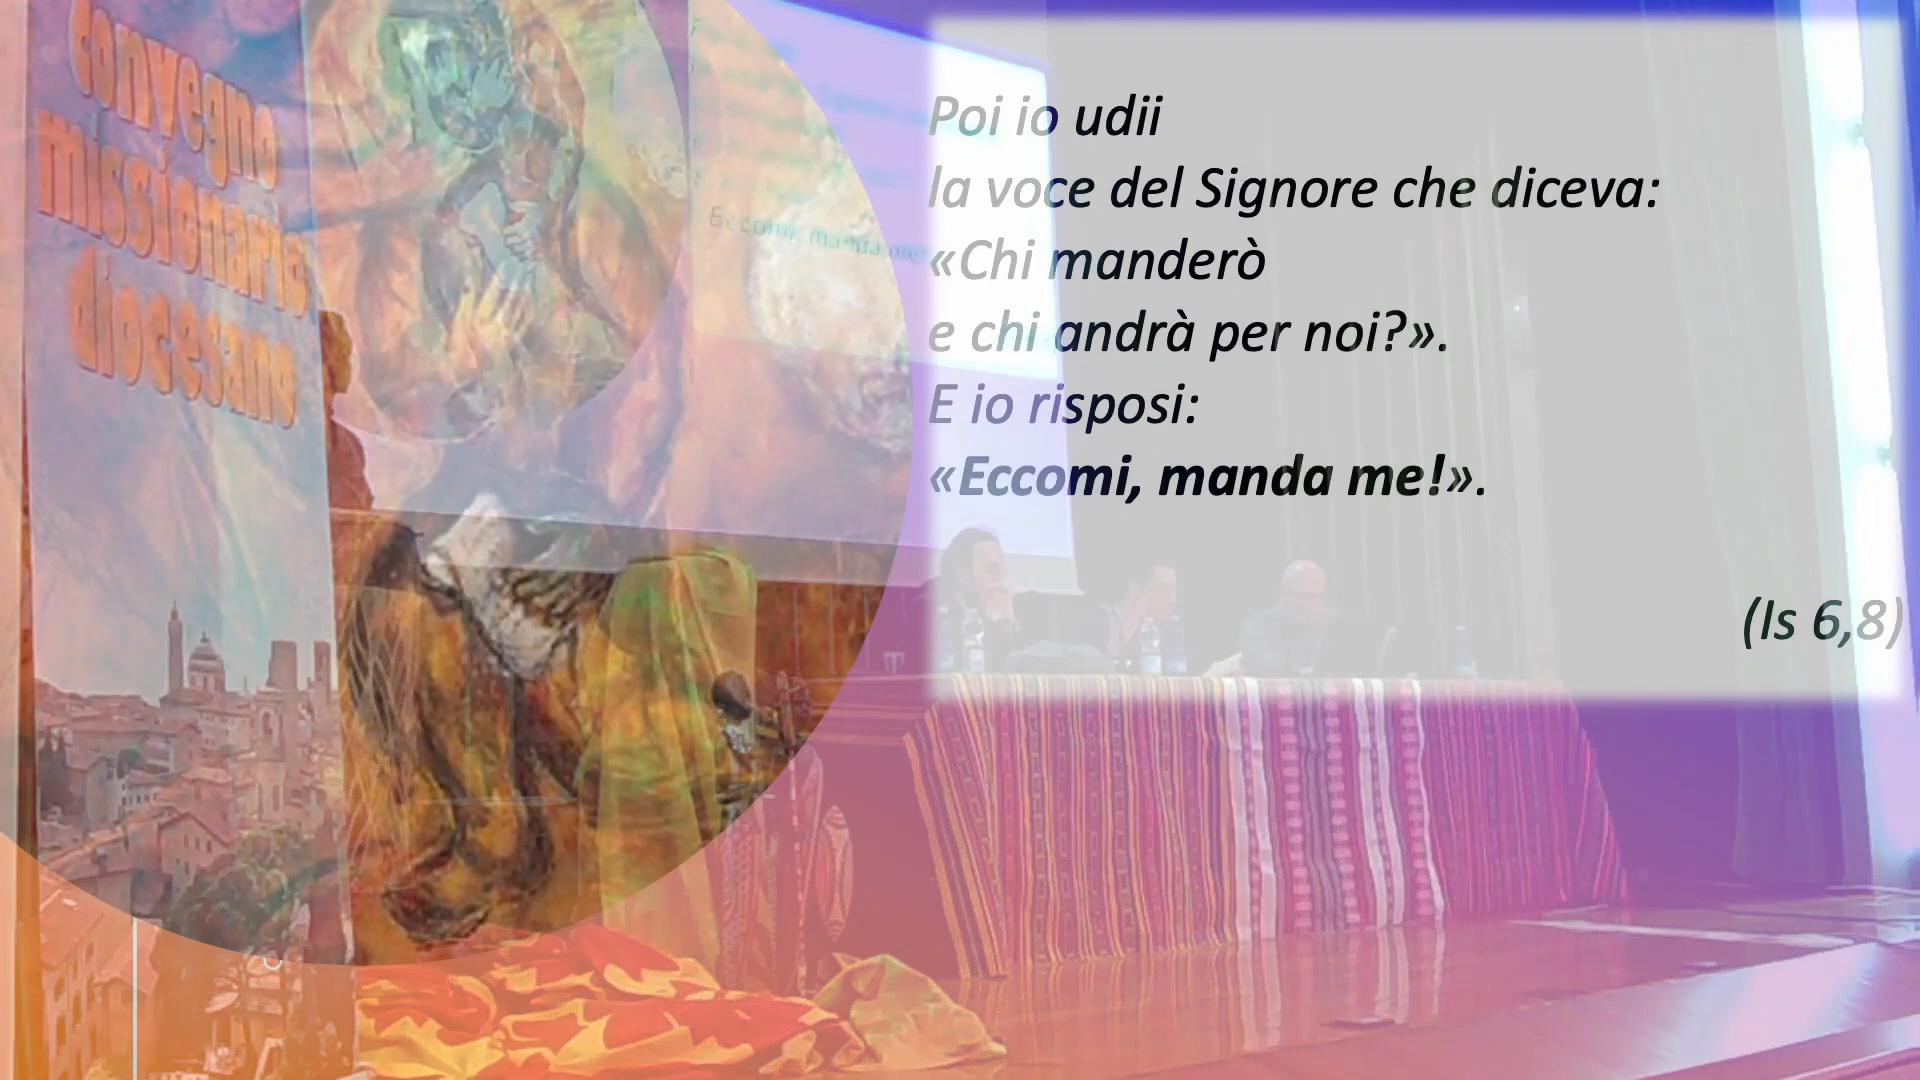 convegno
missionario
diocesano
Poi io udii
la voce del Signore che diceva:
«Chi manderò
e chi andrà per noi?».
E io risposi:
«Eccomi, manda me!».
(Is 6,8)